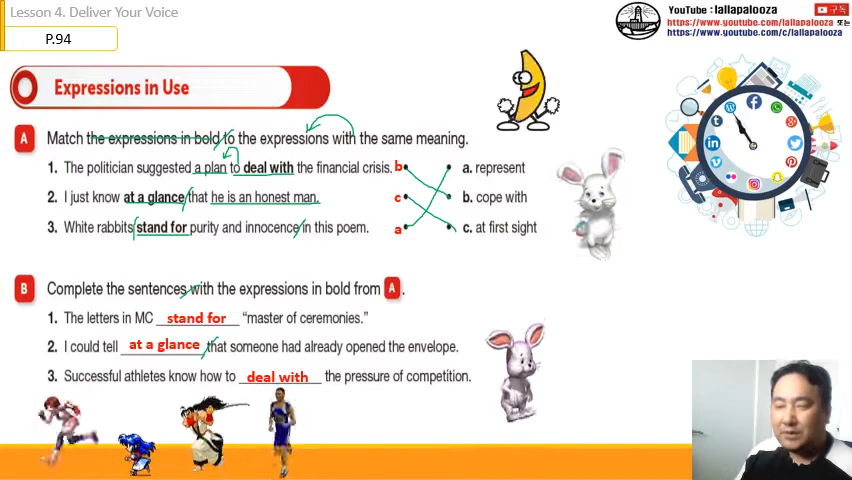 Lesson 4. Deliver Your Voice
P.94
YouTube : lallapalooza
구독
https://www.youtube.com/lallapalooza 또는
https://www.youtube.com/c/lallapalooza
Expressions in Use
A Match the expressions in bold to the expressions with the same meaning.
1. The politician suggested a plan to deal with the financial crisis. b
a. represent
2. I just know at a glance that he is an honest man. c
b. cope with
3. White rabbits stand for purity and innocence in this poem. a
c. at first sight
B Complete the sentences with the expressions in bold from A.
1. The letters in MC stand for “master of ceremonies.”
2. I could tell at a glance that someone had already opened the envelope.
3. Successful athletes know how to deal with the pressure of competition.